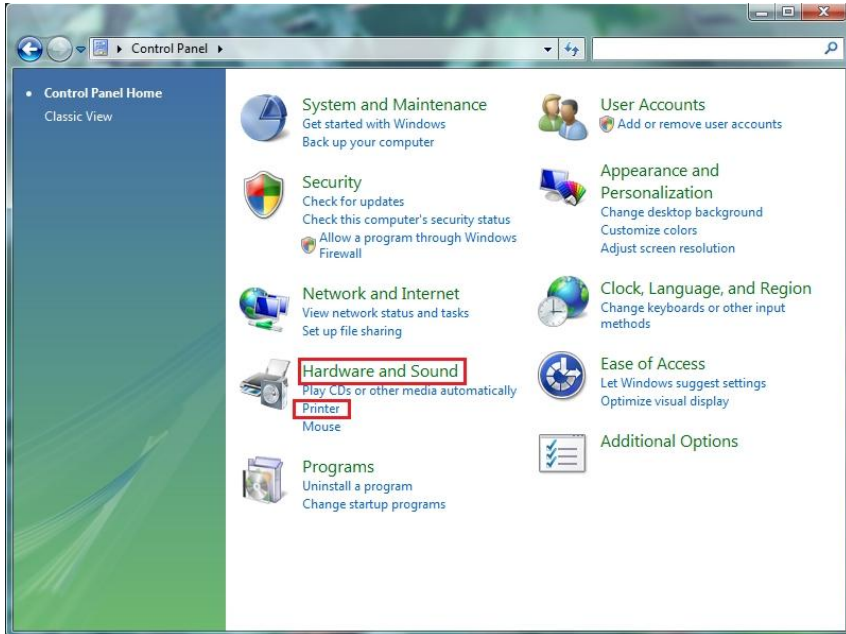 Control Panel
Control Panel Home
Classic View
System and Maintenance
Get started with Windows
Back up your computer
Security
Check for updates
Check this computer's security status
Allow a program through Windows
Firewall
Network and Internet
View network status and tasks
Set up file sharing
Hardware and Sound
Play CDs or other media automatically
Printer
Mouse
Programs
Uninstall a program
Change startup programs
User Accounts
Add or remove user accounts
Appearance and
Personalization
Change desktop background
Customize colors
Adjust screen resolution
Clock, Language, and Region
Change keyboards or other input
methods
Ease of Access
Let Windows suggest settings
Optimize visual display
Additional Options